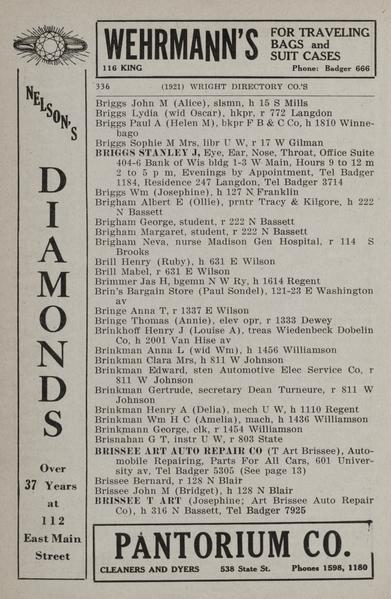 WEHRMANN'S
FOR TRAVELING
BAGS and
SUIT CASES
116 KING
Phone: Badger 666
NELSON'S
DIAMONDS
Over
37 Years
at
112
East Main
Street
336 (1921) WRIGHT DIRECTORY CO.'S
Briggs John M (Alice), slsmn, h 15 S Mills
Briggs Lydia (wid Oscar), hkpr, r 772 Langdon
Briggs Paul A (Helen M), bkpr F B & C Co, h 1810 Winne-
bago
Briggs Sophie M Mrs, libr U W, r 17 W Gilman
BRIGGS STANLEY J, Eye, Ear, Nose, Throat, Office Suite
404-6 Bank of Wis bldg 1-3 W Main, Hours 9 to 12 m
2 to 5 p m, Evenings by Appointment, Tel Badger
1184, Residence 247 Langdon, Tel Badger 3714
Briggs Wm (Josephine), h 127 N Franklin
Brigham Albert E (Ollie), prntr Tracy & Kilgore, h 222
N Bassett
Brigham George, student, r 222 N Bassett
Brigham Margaret, student, r 222 N Bassett
Brigham Neva, nurse Madison Gen Hospital, r 114 S
Brooks
Brill Henry (Ruby), h 631 E Wilson
Brill Mabel, r 631 E Wilson
Brimmer Jas H, bgemn N W Ry, h 1614 Regent
Brin's Bargain Store (Paul Sondel), 121-23 E Washington
av
Bringe Anna T, r 1337 E Wilson
Bringe Thomas (Annie), elev opr, r 1333 Dewey
Brinkhoff Henry J (Louise A), treas Wiedenbeck Dobelin
Co, h 2001 Van Hise av
Brinkman Anna L (wid Wm), h 1456 Williamson
Brinkman Clara Mrs, h 811 W Johnson
Brinkman Edward, sten Automotive Elec Service Co, r
811 W Johnson
Brinkman Gertrude, secretary Dean Turneure, r 811 W
Johnson
Brinkman Henry A (Delia), mech U W, h 1110 Regent
Brinkman Wm H C (Amelia), mach, h 1436 Williamson
Brinkmann George, clk, r 1454 Williamson
Brisnahan G T, instr U W, r 803 State
BRISSEE ART AUTO REPAIR CO (T Art Brissee), Auto-
mobile Repairing, Parts For All Cars, 601 Univer-
sity av, Tel Badger 5305 (See page 13)
Brissee Bernard, r 128 N Blair
Brissee John M (Bridget), h 128 N Blair
BRISSEE T ART (Josephine; Art Brissee Auto Repair
Co), h 316 N Bassett, Tel Badger 7925
PANTORIUM CO.
CLEANERS AND DYERS 538 State St. Phones 1598, 1180